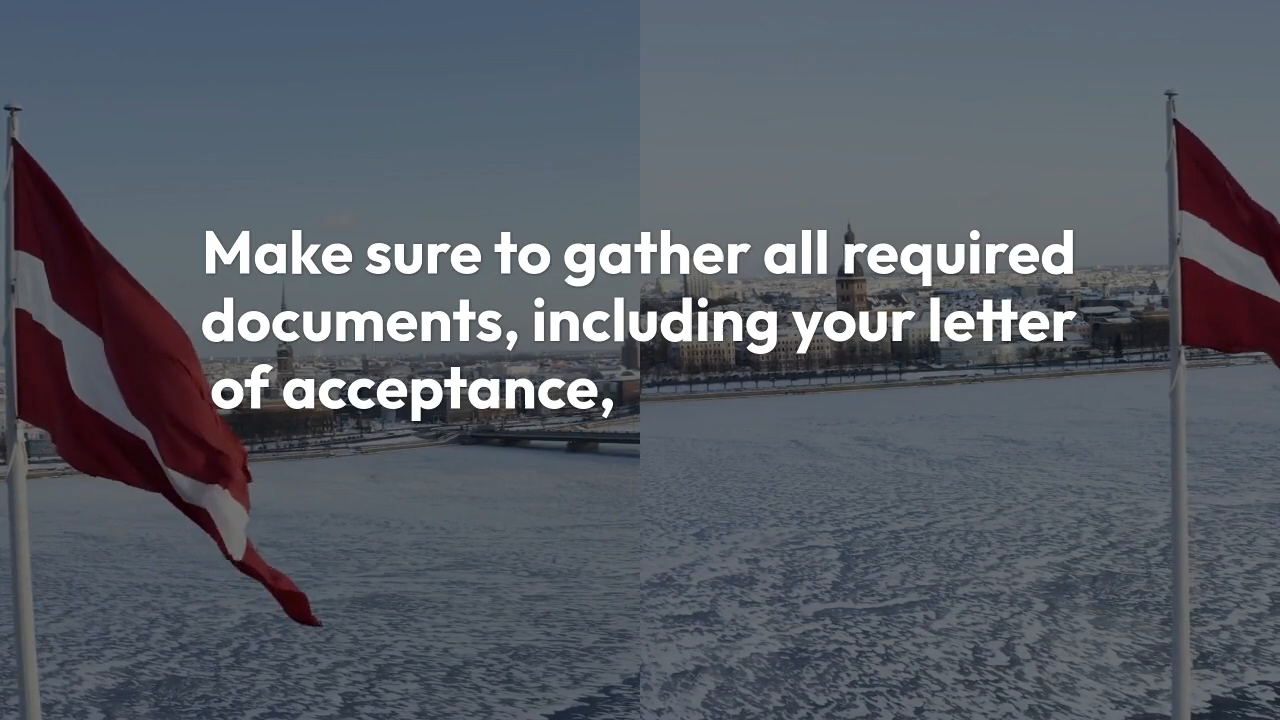 Make sure to gather all required
documents, including your letter
of acceptance,